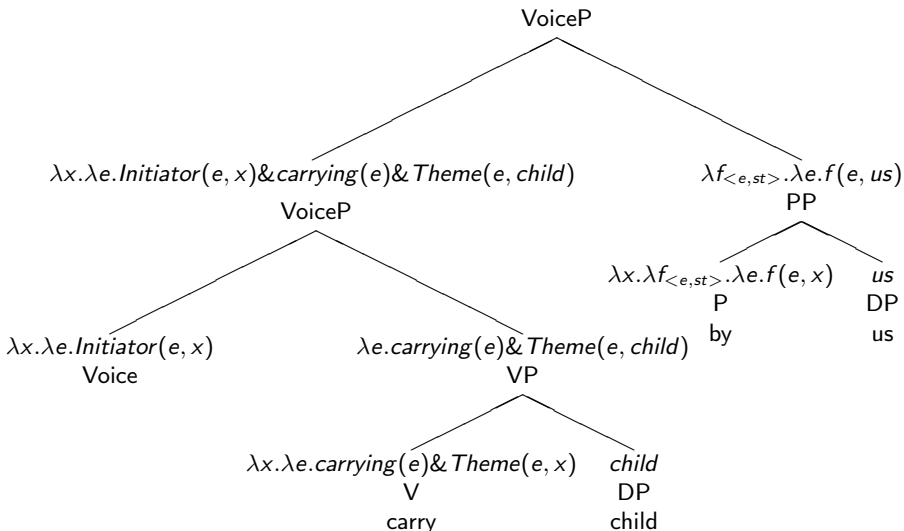 VoiceP
λx.λe.Initiator(e, x)&carrying(e)&Theme(e, child) λf<e,st>.λe.f(e, us)
VoiceP PP
λx.λf<e,st>.λe.f(e, x) us
P DP
by us
λx.λe.Initiator(e, x) λe.carrying(e)&Theme(e, child)
Voice VP
λx.λe.carrying(e)&Theme(e, x) child
V DP
carry child